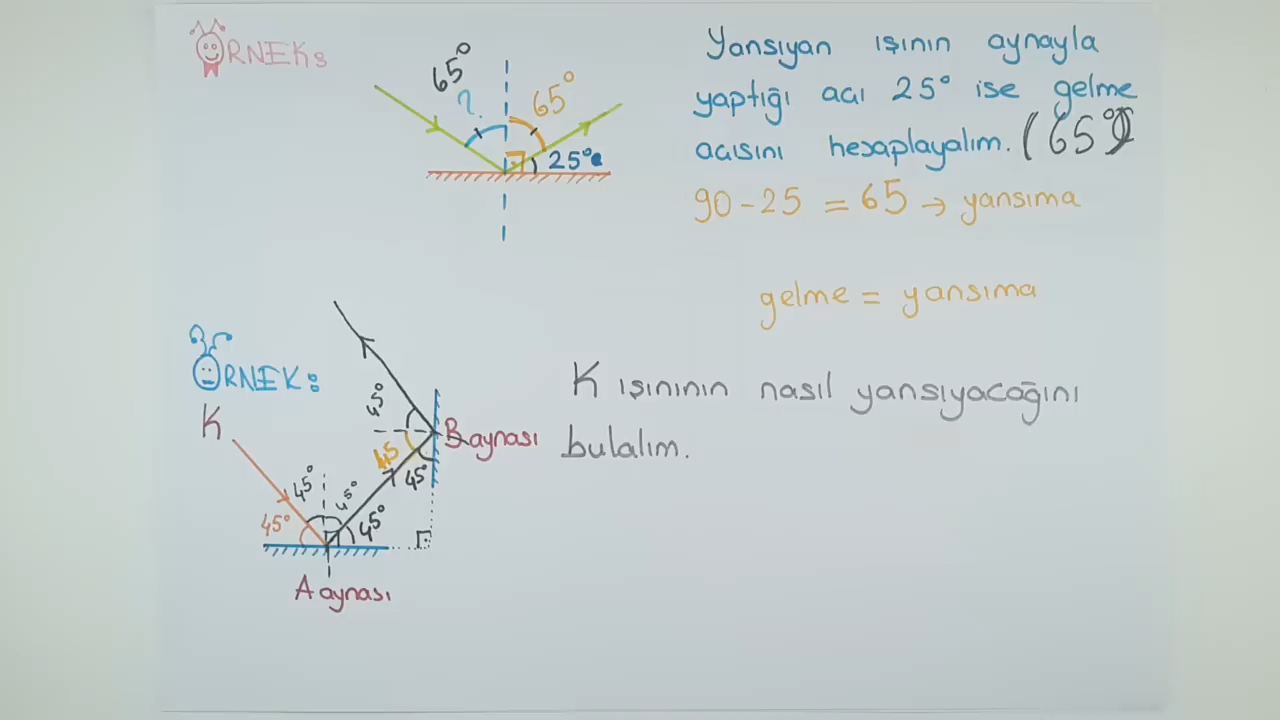 ÖRNEK:
65°
?
65°
25°
Yansıyan ışının aynayla
yaptığı açı 25° ise gelme
açısını hesaplayalım. (65°)
90 - 25 = 65 → yansıma
gelme = yansıma
ÖRNEK:
K ışınının nasıl yansıyacağını
bulalım.
K
45°
45
45°
B aynası
45°
45°
45°
45°
A aynası